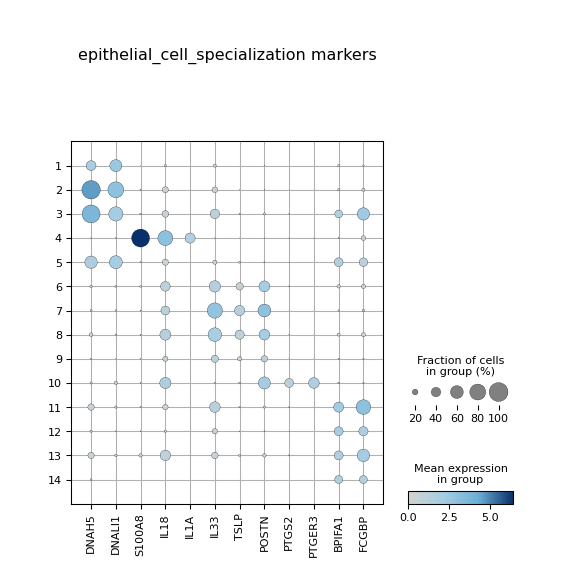 epithelial_cell_specialization markers
1
2
3
4
5
6
7
8
9
10
11
12
13
14
DNAH5
DNALI1
S100A8
IL18
IL1A
IL33
TSLP
POSTN
PTGS2
PTGER3
BPIFA1
FCGBP
Fraction of cells
in group (%)
20 40 60 80 100
Mean expression
in group
0.0 2.5 5.0